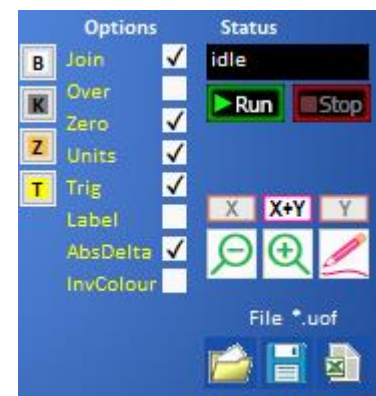 Options Status
B Join idle
K Over
Run Stop
Zero
Z Units
T Trig
X X+Y Y
Label
AbsDelta
InvColour
File *.uof